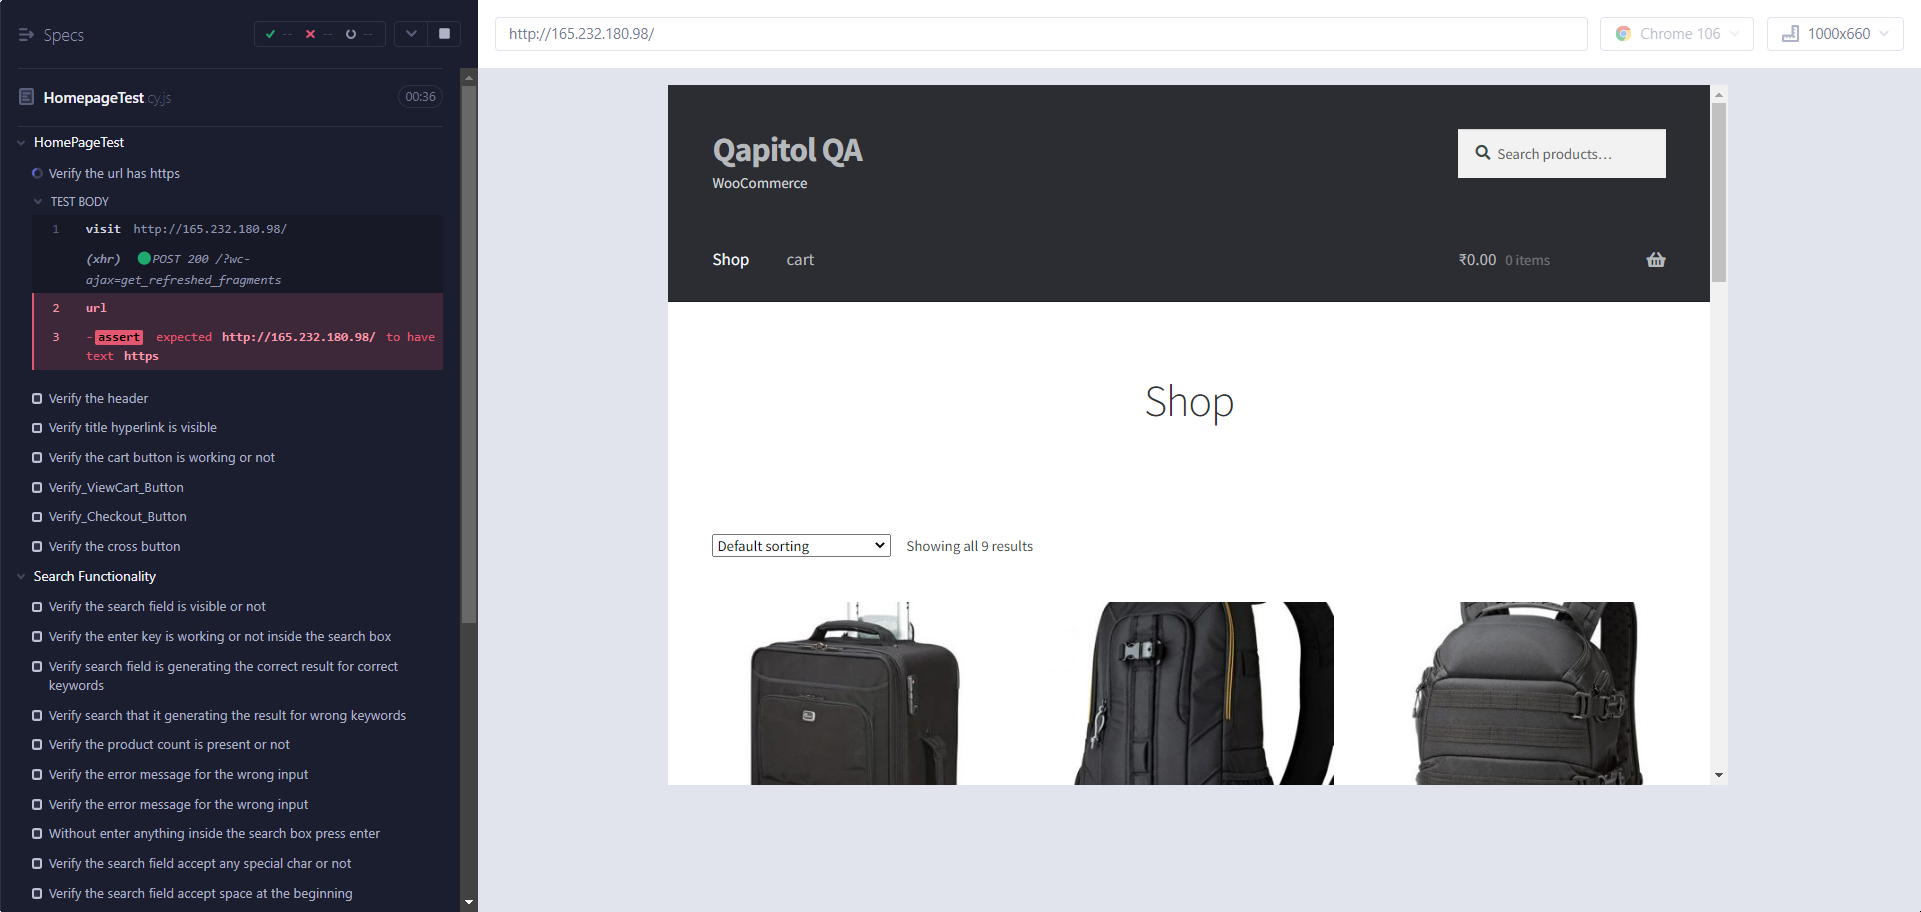 Specs
-- -- --
HomepageTest.cy.js
00:36
HomePageTest
Verify the url has https
TEST BODY
1 visit http://165.232.180.98/
(xhr) POST 200 /?wc-
ajax=get_refreshed_fragments
2 url
3 -assert expected http://165.232.180.98/ to have
text https
Verify the header
Verify title hyperlink is visible
Verify the cart button is working or not
Verify_ViewCart_Button
Verify_Checkout_Button
Verify the cross button
Search Functionality
Verify the search field is visible or not
Verify the enter key is working or not inside the search box
Verify search field is generating the correct result for correct
keywords
Verify search that it generating the result for wrong keywords
Verify the product count is present or not
Verify the error message for the wrong input
Verify the error message for the wrong input
Without enter anything inside the search box press enter
Verify the search field accept any special char or not
Verify the search field accept space at the beginning
http://165.232.180.98/
Chrome 106
1000x660
Qapitol QA
WooCommerce
Search products…
Shop cart
₹0.00 0 items
Shop
Default sorting
Showing all 9 results